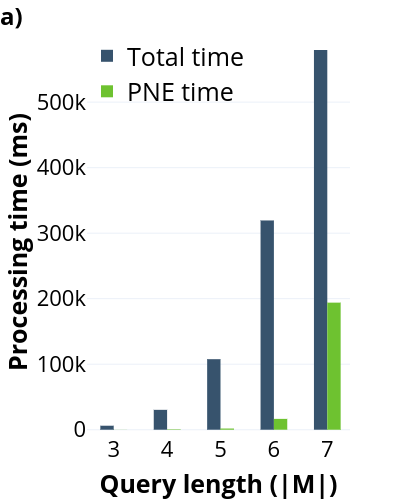 a)
Total time
PNE time
Processing time (ms)
500k
400k
300k
200k
100k
0
3 4 5 6 7
Query length (|M|)